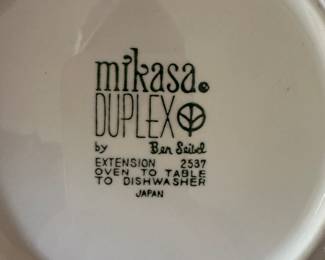 mikasa®
DUPLEX
by Ben Seibel
EXTENSION 2537
OVEN TO TABLE
TO DISHWASHER
JAPAN